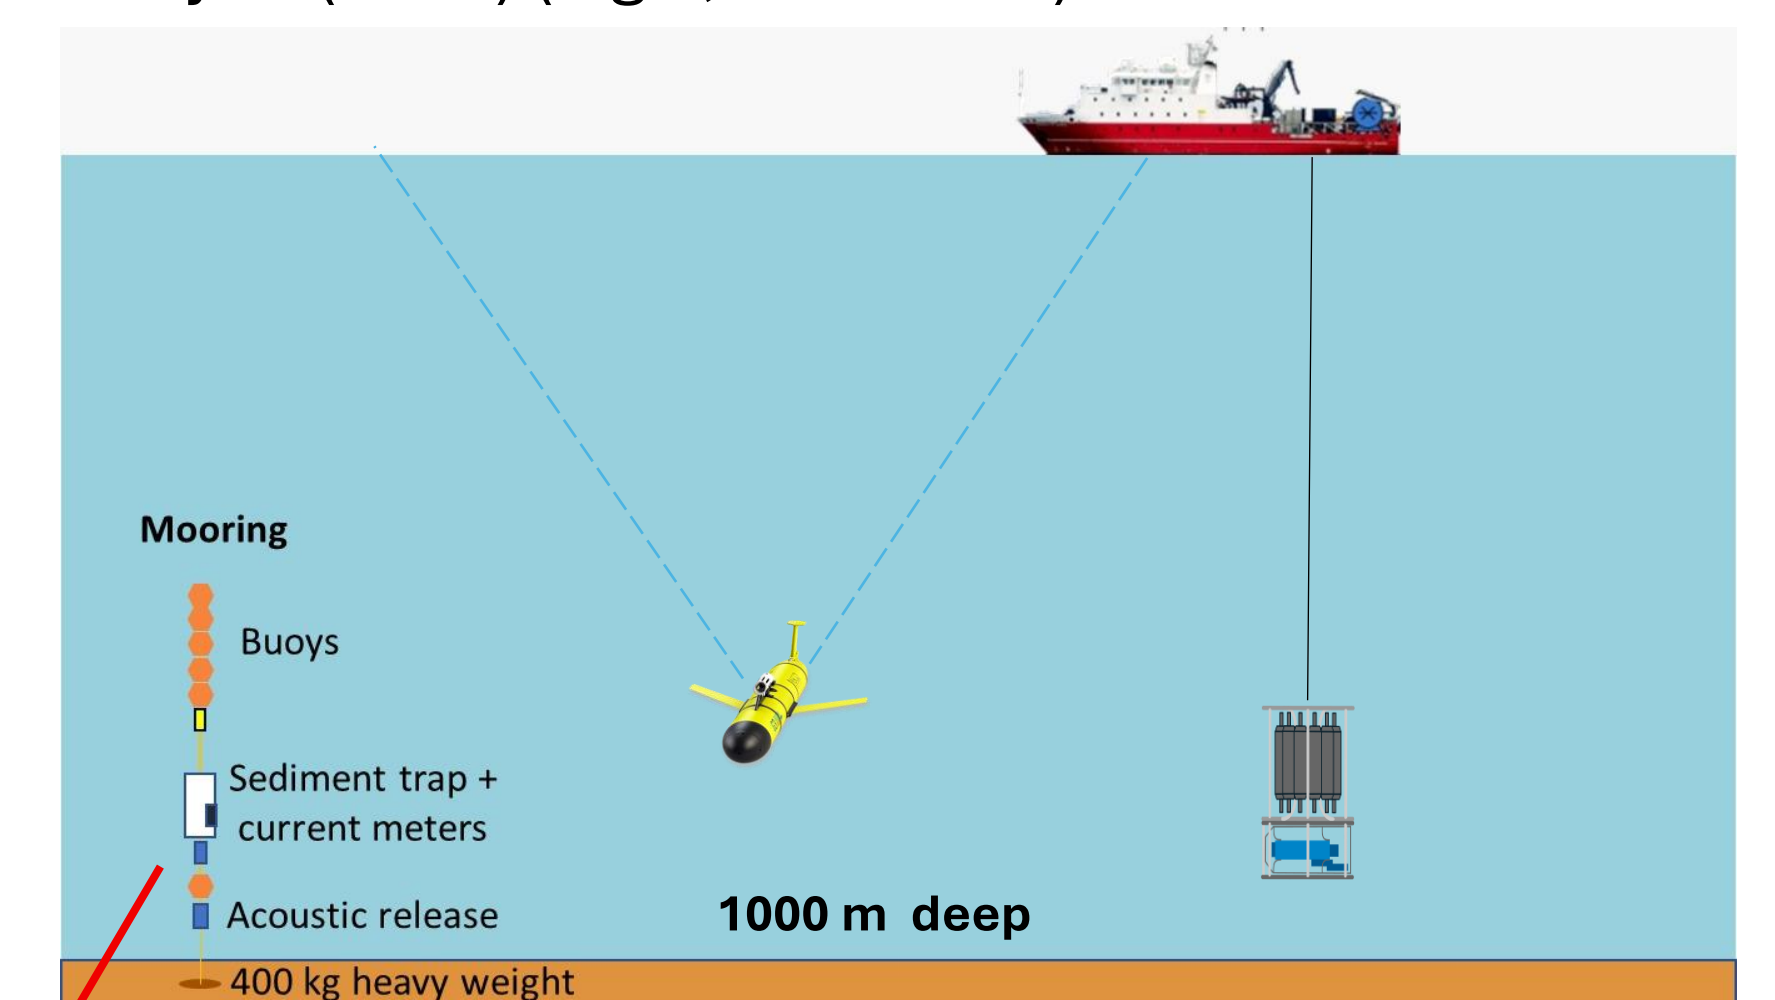 Mooring
Buoys
Sediment trap +
current meters
Acoustic release
1000 m deep
400 kg heavy weight